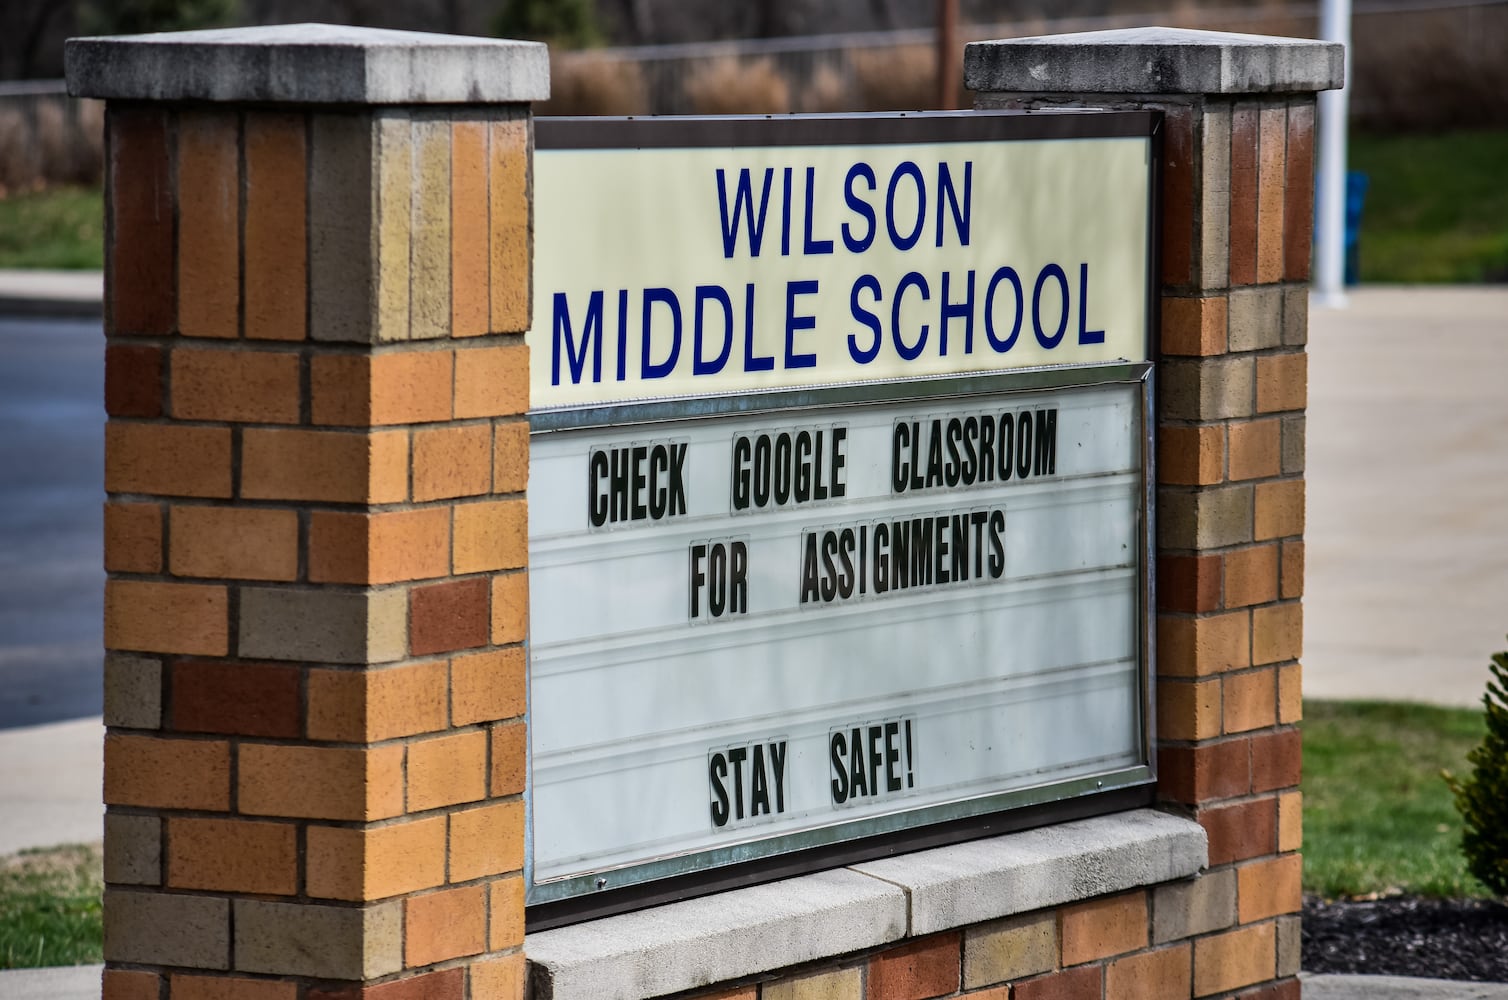 WILSON
MIDDLE SCHOOL
CHECK GOOGLE CLASSROOM
FOR ASSIGNMENTS
STAY SAFE!